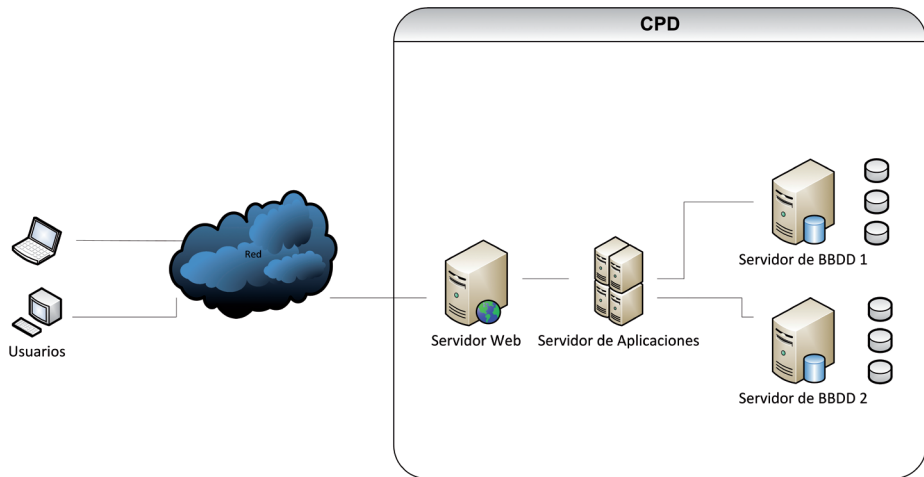 CPD
Red
Servidor de BBDD 1
Servidor Web
Servidor de Aplicaciones
Usuarios
Servidor de BBDD 2